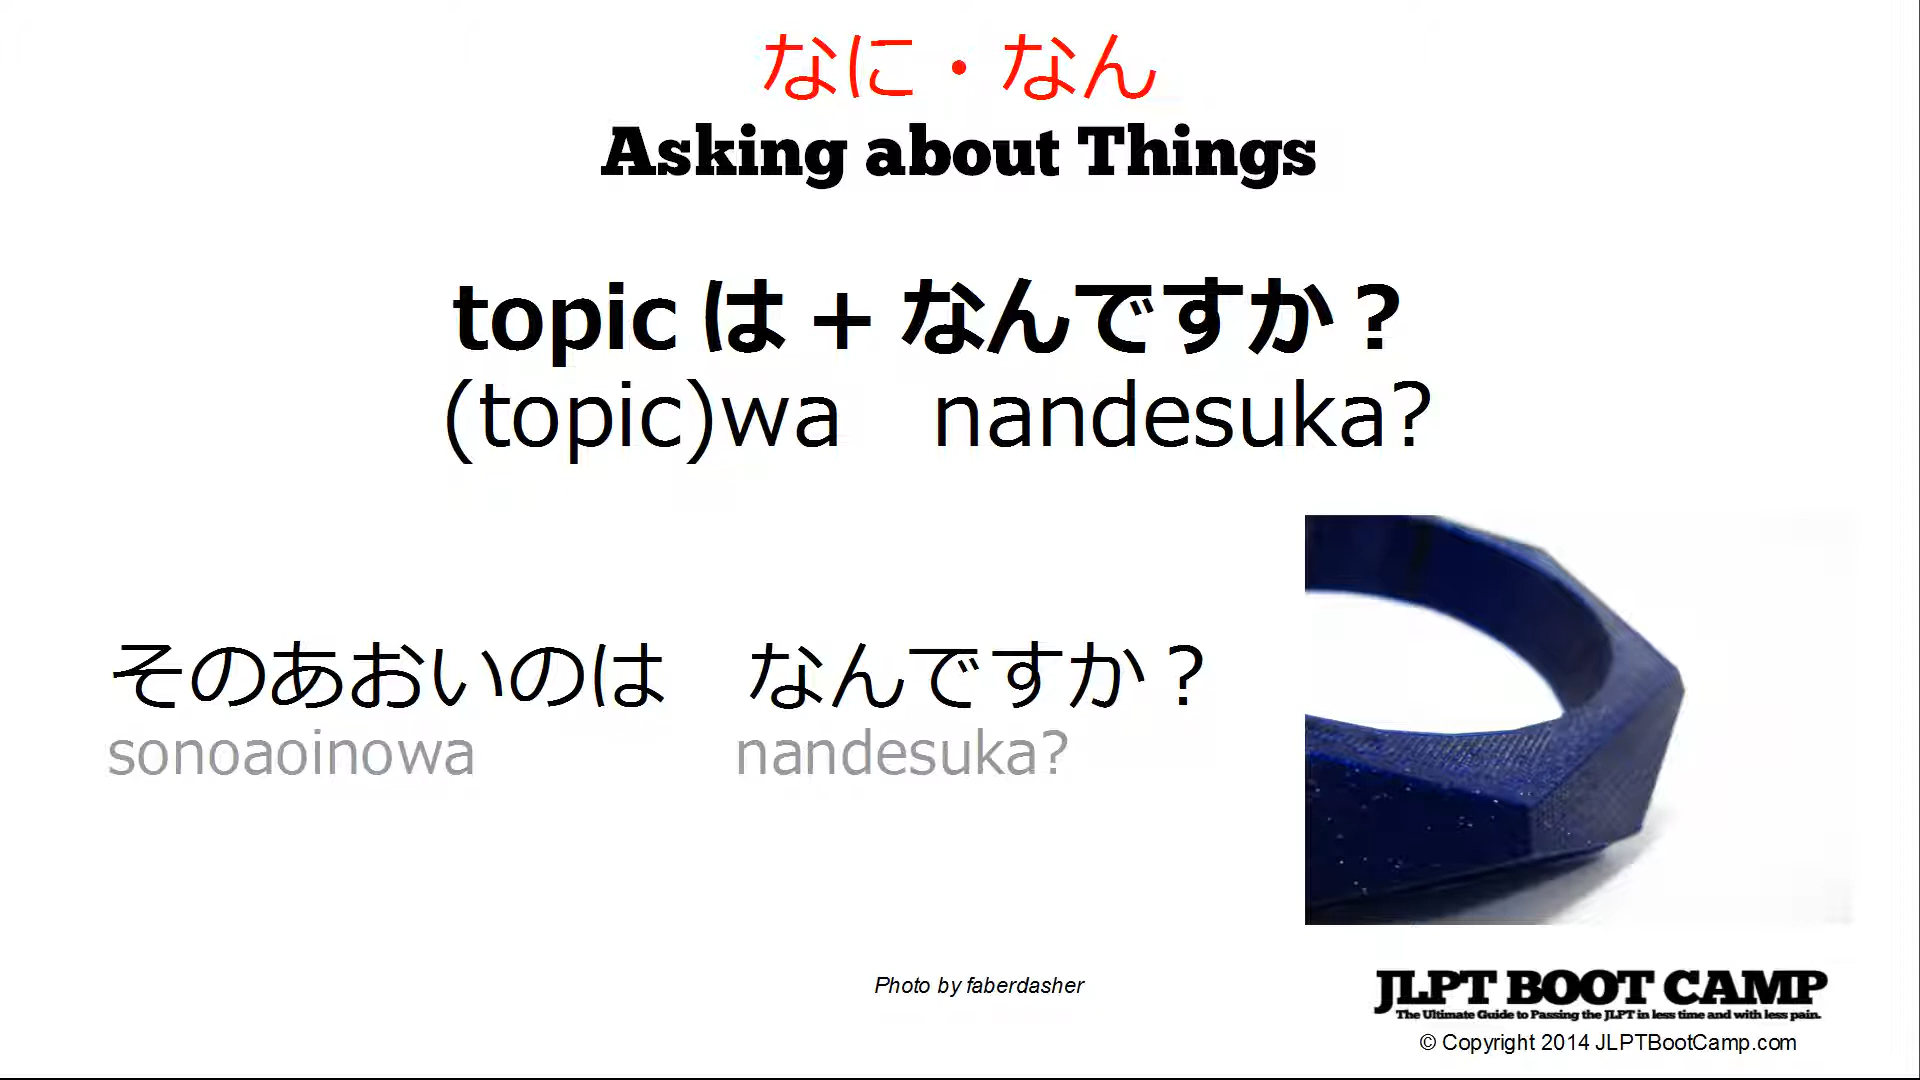 なに・なん
Asking about Things
topic は + なんですか？
(topic)wa　nandesuka?
そのあおいのは　なんですか？
sonoaoinowa　nandesuka?
Photo by faberdasher
JLPT BOOT CAMP
The Ultimate Guide to Passing the JLPT in less time and with less pain.
© Copyright 2014 JLPTBootCamp.com